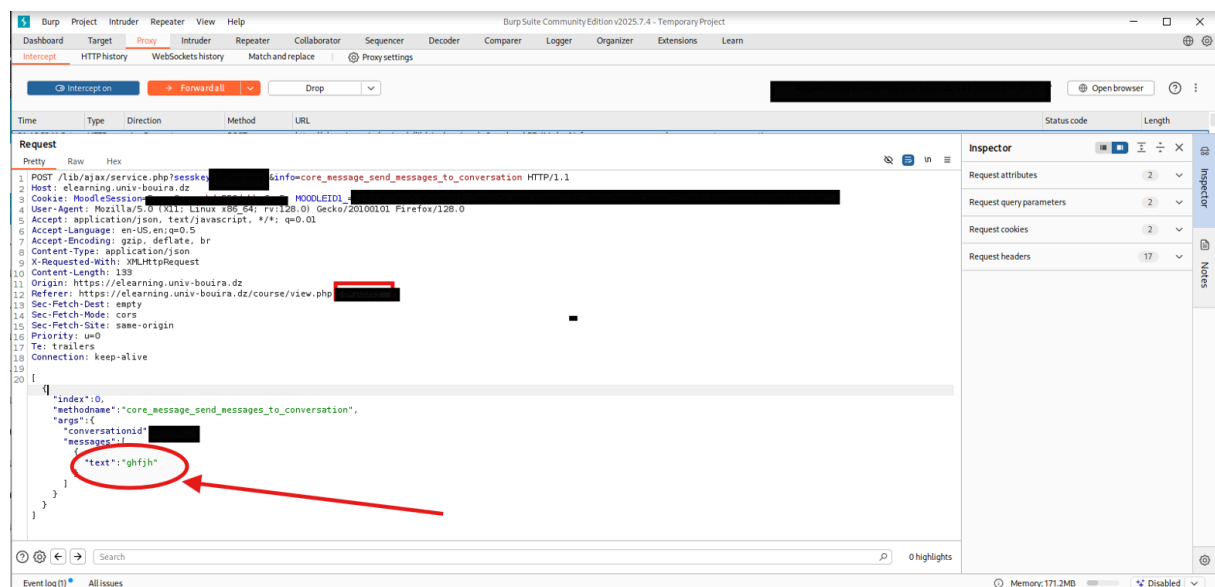 Burp Project Intruder Repeater View Help Burp Suite Community Edition v2025.7.4 - Temporary Project
Dashboard Target Proxy Intruder Repeater Collaborator Sequencer Decoder Comparer Logger Organizer Extensions Learn
Intercept HTTP history WebSockets history Match and replace Proxy settings
Intercept on Forward all Drop Open browser
Time Type Direction Method URL Status code Length
Request
Pretty Raw Hex
1 POST /lib/ajax/service.php?sesskey &info=core_message_send_messages_to_conversation HTTP/1.1
2 Host: elearning.univ-bouira.dz
3 Cookie: MoodleSession MOODLEID1_
4 User-Agent: Mozilla/5.0 (X11; Linux x86_64; rv:128.0) Gecko/20100101 Firefox/128.0
5 Accept: application/json, text/javascript, */*; q=0.01
6 Accept-Language: en-US,en;q=0.5
7 Accept-Encoding: gzip, deflate, br
8 Content-Type: application/json
9 X-Requested-With: XMLHttpRequest
10 Content-Length: 133
11 Origin: https://elearning.univ-bouira.dz
12 Referer: https://elearning.univ-bouira.dz/course/view.php
13 Sec-Fetch-Dest: empty
14 Sec-Fetch-Mode: cors
15 Sec-Fetch-Site: same-origin
16 Priority: u=0
17 Te: trailers
18 Connection: keep-alive
19
20 [
{
"index":0,
"methodname":"core_message_send_messages_to_conversation",
"args":{
"conversationid"
"messages":[
{
"text":"ghfjh"
]
}
}
]
Inspector
Request attributes 2
Request query parameters 2
Request cookies 2
Request headers 17
Inspector
Notes
Search 0 highlights
Event log (1) All issues Memory: 171.2MB Disabled